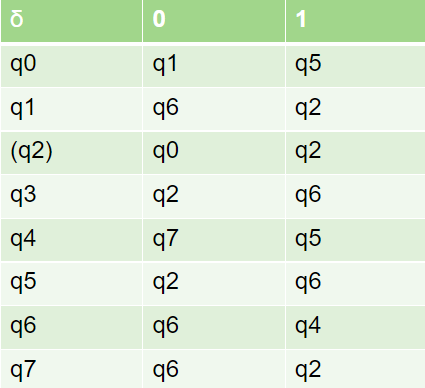 δ 0 1
q0 q1 q5
q1 q6 q2
(q2) q0 q2
q3 q2 q6
q4 q7 q5
q5 q2 q6
q6 q6 q4
q7 q6 q2